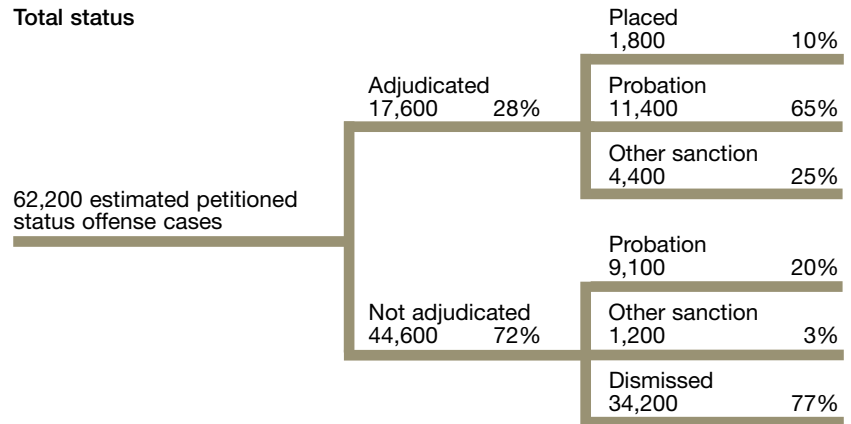 Total status
62,200 estimated petitioned
status offense cases
Adjudicated
17,600 28%
Placed
1,800 10%
Probation
11,400 65%
Other sanction
4,400 25%
Not adjudicated
44,600 72%
Probation
9,100 20%
Other sanction
1,200 3%
Dismissed
34,200 77%